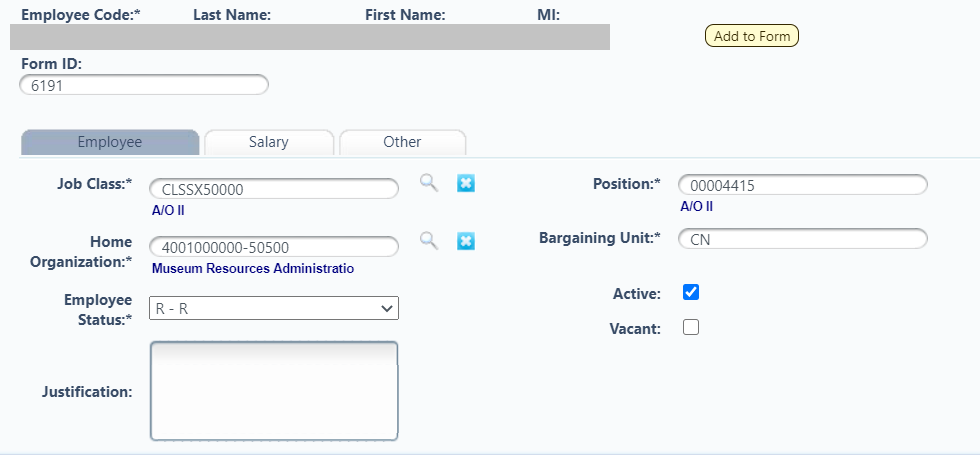 Employee Code:* Last Name: First Name: MI:
Add to Form
Form ID:
6191
Employee Salary Other
Job Class:* CLSSX50000 Position:* 00004415
A/O II A/O II
Home Organization:* 4001000000-50500 Bargaining Unit:* CN
Museum Resources Administratio
Employee Status:* R - R Active:
Vacant:
Justification: